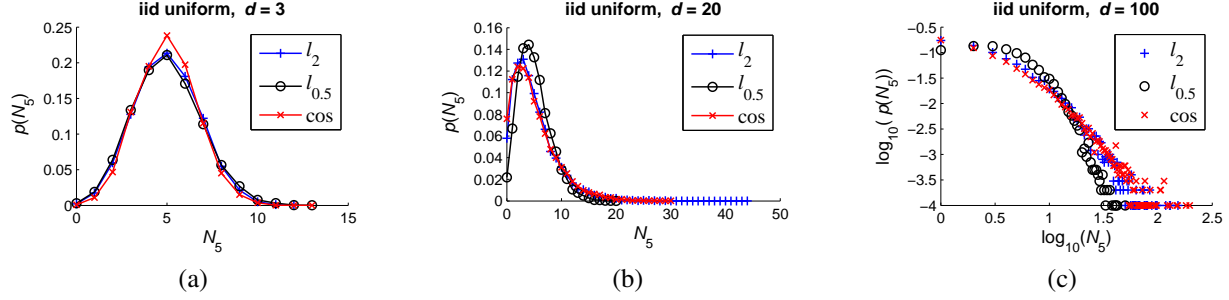 iid uniform, d = 3
0.25
0.2
0.15
0.1
0.05
0
p(N5)
l2
l0.5
cos
0 5 10 15
N5
(a)
iid uniform, d = 20
0.16
0.14
0.12
0.1
0.08
0.06
0.04
0.02
0
p(N5)
l2
l0.5
cos
0 10 20 30 40 50
N5
(b)
iid uniform, d = 100
-0.5
-1
-1.5
-2
-2.5
-3
-3.5
-4
log10( p(N5))
l2
l0.5
cos
0 0.5 1.0 1.5 2 2.5
log10(N5)
(c)